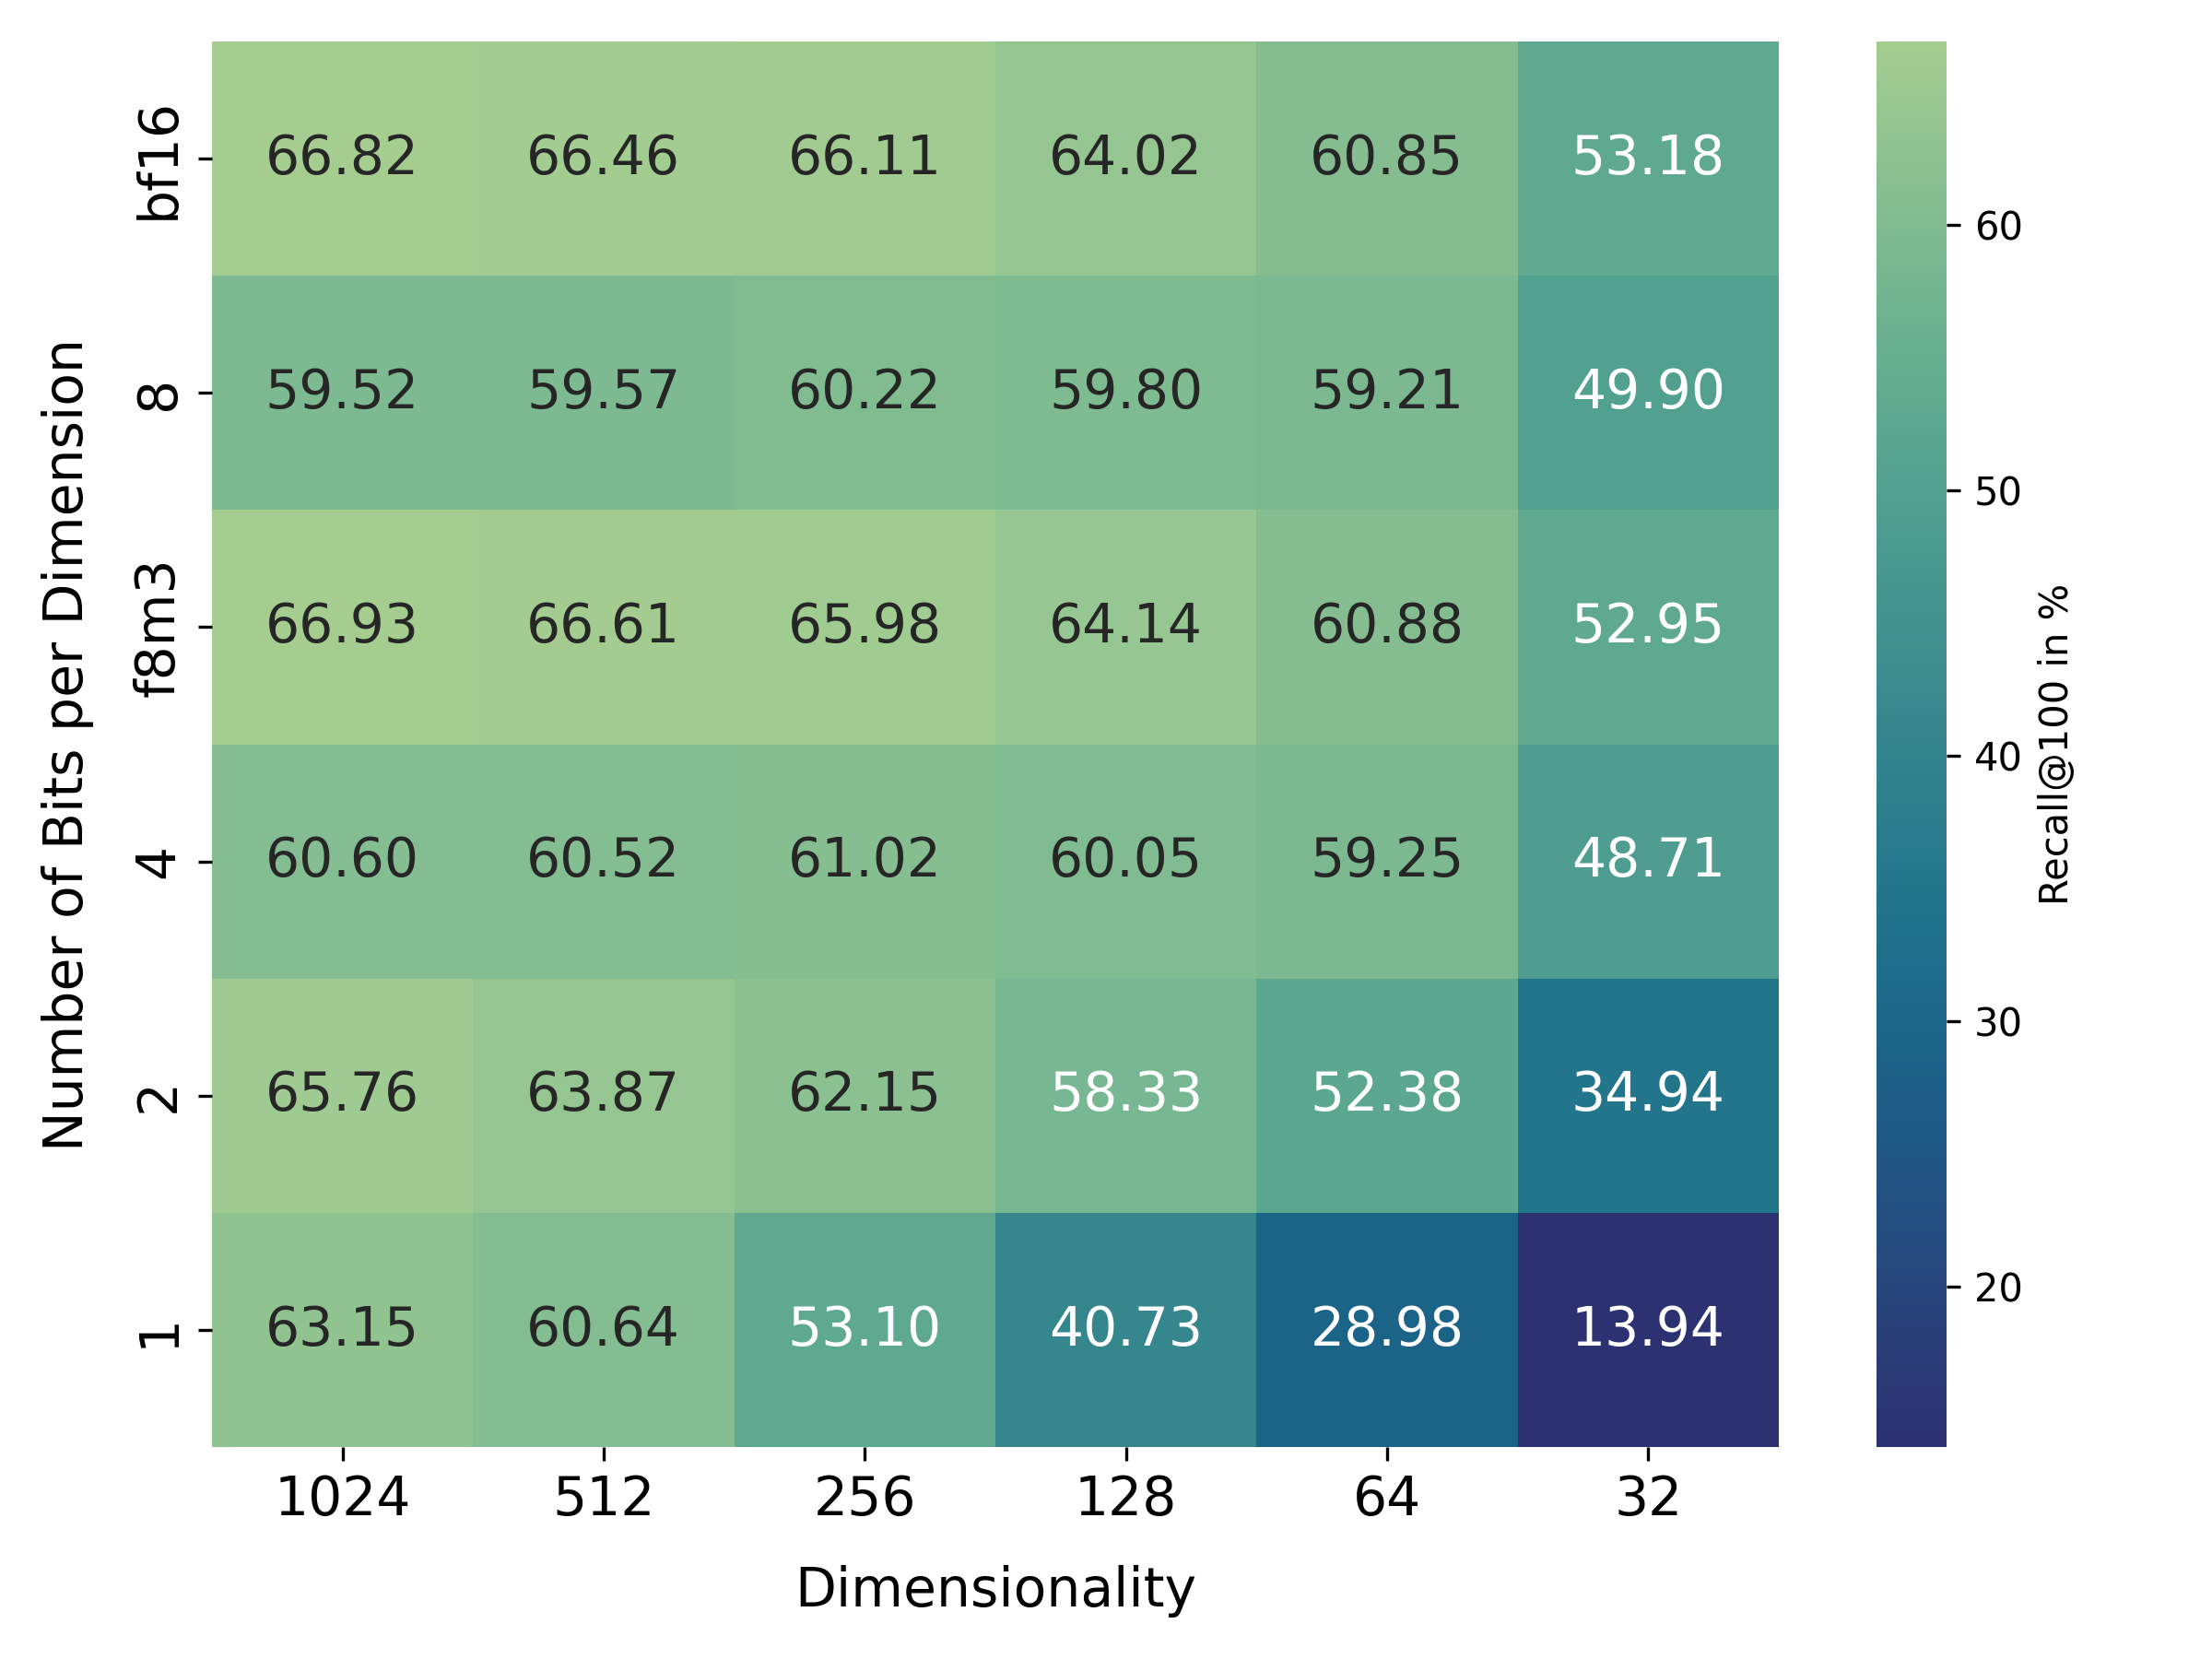 Number of Bits per Dimension
bf16 66.82 66.46 66.11 64.02 60.85 53.18
8 59.52 59.57 60.22 59.80 59.21 49.90
f8m3 66.93 66.61 65.98 64.14 60.88 52.95
4 60.60 60.52 61.02 60.05 59.25 48.71
2 65.76 63.87 62.15 58.33 52.38 34.94
1 63.15 60.64 53.10 40.73 28.98 13.94
1024 512 256 128 64 32
Dimensionality
60
50
40
30
20
Recall@100 in %